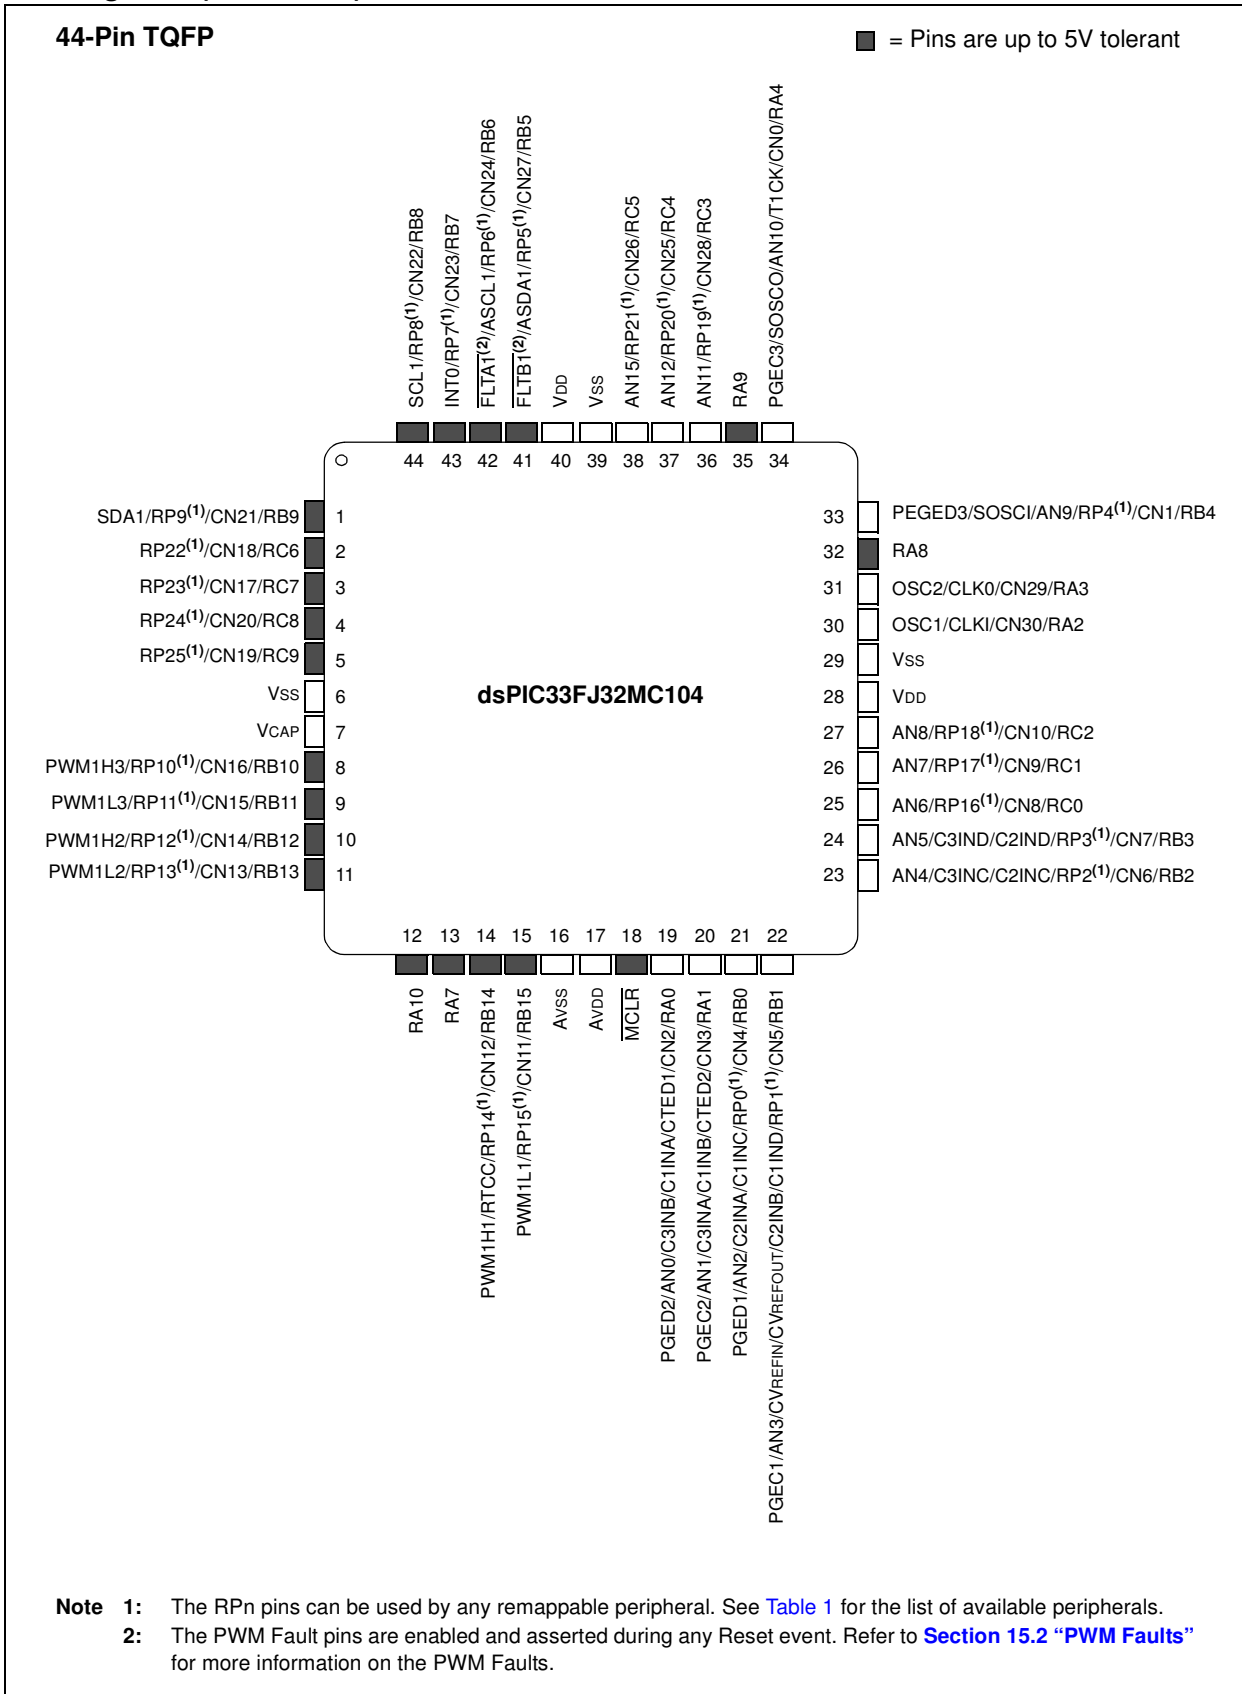 44-Pin TQFP
= Pins are up to 5V tolerant
SCL1/RP8(1)/CN22/RB8
INT0/RP7(1)/CN23/RB7
FLTA1(2)/ASCL1/RP6(1)/CN24/RB6
FLTB1(2)/ASDA1/RP5(1)/CN27/RB5
VDD
VSS
AN15/RP21(1)/CN26/RC5
AN12/RP20(1)/CN25/RC4
AN11/RP19(1)/CN28/RC3
RA9
PGEC3/SOSCO/AN10/T1CK/CN0/RA4
44 43 42 41 40 39 38 37 36 35 34
SDA1/RP9(1)/CN21/RB9 1
RP22(1)/CN18/RC6 2
RP23(1)/CN17/RC7 3
RP24(1)/CN20/RC8 4
RP25(1)/CN19/RC9 5
VSS 6
VCAP 7
PWM1H3/RP10(1)/CN16/RB10 8
PWM1L3/RP11(1)/CN15/RB11 9
PWM1H2/RP12(1)/CN14/RB12 10
PWM1L2/RP13(1)/CN13/RB13 11
dsPIC33FJ32MC104
33 PEGED3/SOSCI/AN9/RP4(1)/CN1/RB4
32 RA8
31 OSC2/CLK0/CN29/RA3
30 OSC1/CLKI/CN30/RA2
29 VSS
28 VDD
27 AN8/RP18(1)/CN10/RC2
26 AN7/RP17(1)/CN9/RC1
25 AN6/RP16(1)/CN8/RC0
24 AN5/C3IND/C2IND/RP3(1)/CN7/RB3
23 AN4/C3INC/C2INC/RP2(1)/CN6/RB2
12 13 14 15 16 17 18 19 20 21 22
RA10
RA7
PWM1H1/RTCC/RP14(1)/CN12/RB14
PWM1L1/RP15(1)/CN11/RB15
AVSS
AVDD
MCLR
PGED2/AN0/C3INB/C1INA/CTED1/CN2/RA0
PGEC2/AN1/C3INA/C1INB/CTED2/CN3/RA1
PGED1/AN2/C2INA/C1INC/RP0(1)/CN4/RB0
PGEC1/AN3/CVREFIN/CVREFOUT/C2INB/C1IND/RP1(1)/CN5/RB1
Note 1: The RPn pins can be used by any remappable peripheral. See Table 1 for the list of available peripherals.
2: The PWM Fault pins are enabled and asserted during any Reset event. Refer to Section 15.2 “PWM Faults”
for more information on the PWM Faults.